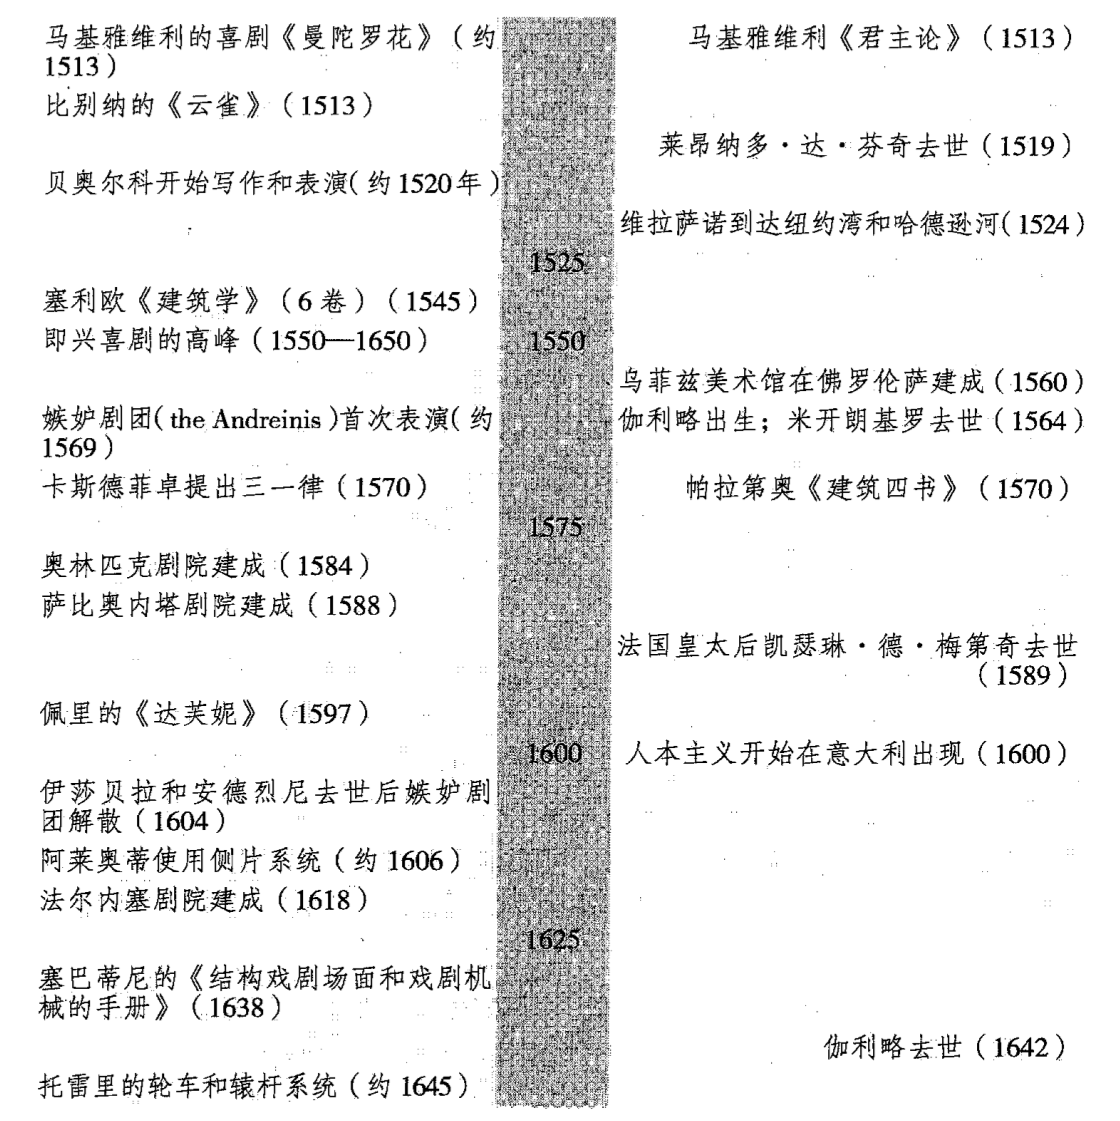 马基雅维利的喜剧《曼陀罗花》（约
1513）
马基雅维利《君主论》（1513）
比别纳的《云雀》（1513）
莱昂纳多·达·芬奇去世（1519）
贝奥尔科开始写作和表演（约1520年）
维拉萨诺到达纽约湾和哈德逊河（1524）
1525
塞利欧《建筑学》（6卷）（1545）
即兴喜剧的高峰（1550—1650）
1550
乌菲兹美术馆在佛罗伦萨建成（1560）
嫉妒剧团（the Andreinis）首次表演（约
1569）
伽利略出生；米开朗基罗去世（1564）
卡斯德菲卓提出三一律（1570）
帕拉第奥《建筑四书》（1570）
1575
奥林匹克剧院建成（1584）
萨比奥内塔剧院建成（1588）
法国皇太后凯瑟琳·德·梅第奇去世
（1589）
佩里的《达芙妮》（1597）
1600
人本主义开始在意大利出现（1600）
伊莎贝拉和安德烈尼去世后嫉妒剧
团解散（1604）
阿莱奥蒂使用侧片系统（约1606）
法尔内塞剧院建成（1618）
1625
塞巴蒂尼的《结构戏剧场面和戏剧机
械的手册》（1638）
伽利略去世（1642）
托雷里的轮车和辕杆系统（约1645）